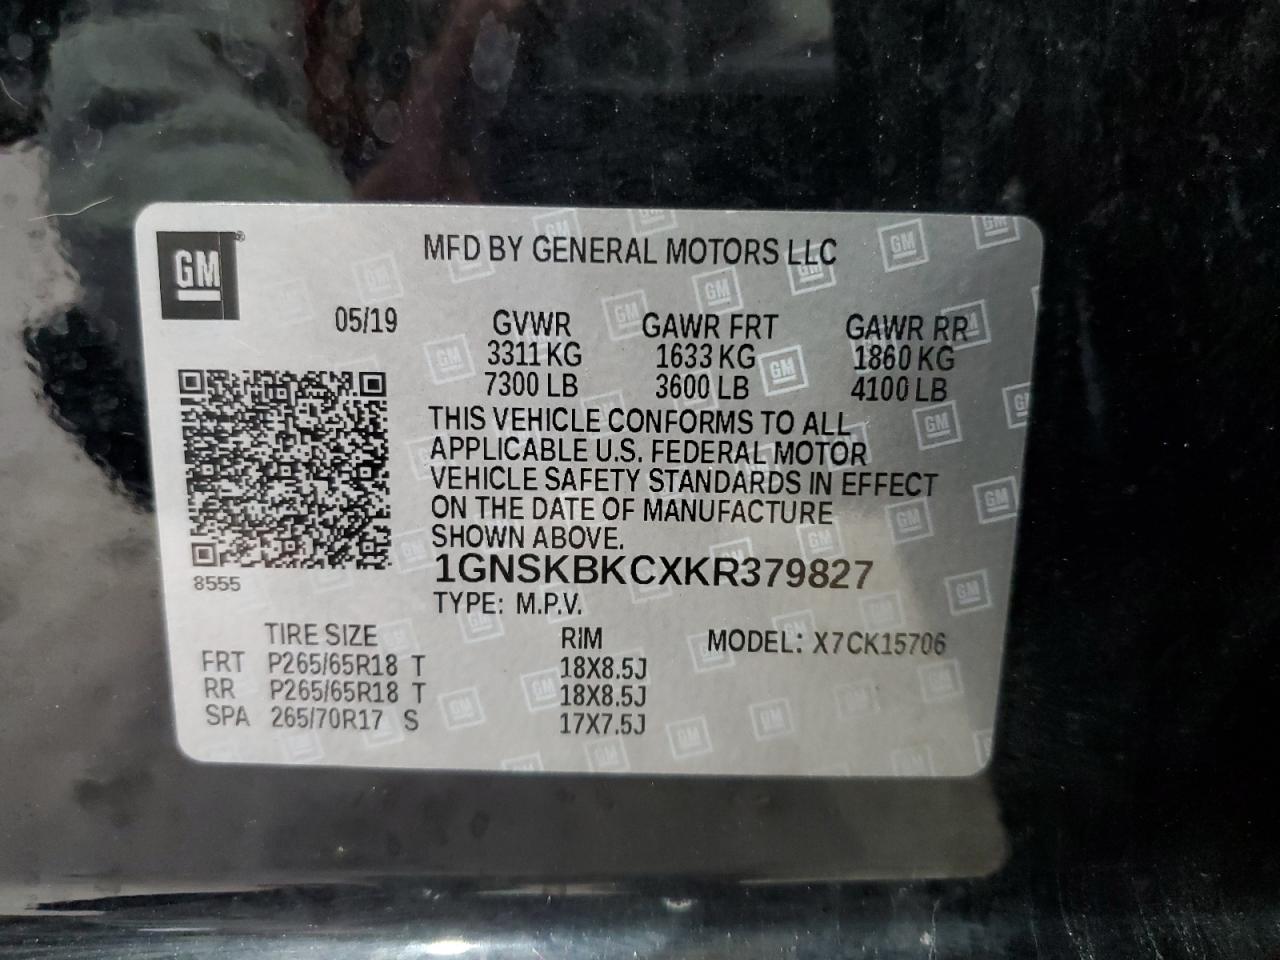 GM
MFD BY GENERAL MOTORS LLC
05/19 GVWR GAWR FRT GAWR RR
3311 KG 1633 KG 1860 KG
7300 LB 3600 LB 4100 LB
THIS VEHICLE CONFORMS TO ALL
APPLICABLE U.S. FEDERAL MOTOR
VEHICLE SAFETY STANDARDS IN EFFECT
ON THE DATE OF MANUFACTURE
SHOWN ABOVE.
1GNSKBKCXKR379827
8555
TYPE: M.P.V.
TIRE SIZE RIM MODEL: X7CK15706
FRT P265/65R18 T 18X8.5J
RR P265/65R18 T 18X8.5J
SPA 265/70R17 S 17X7.5J